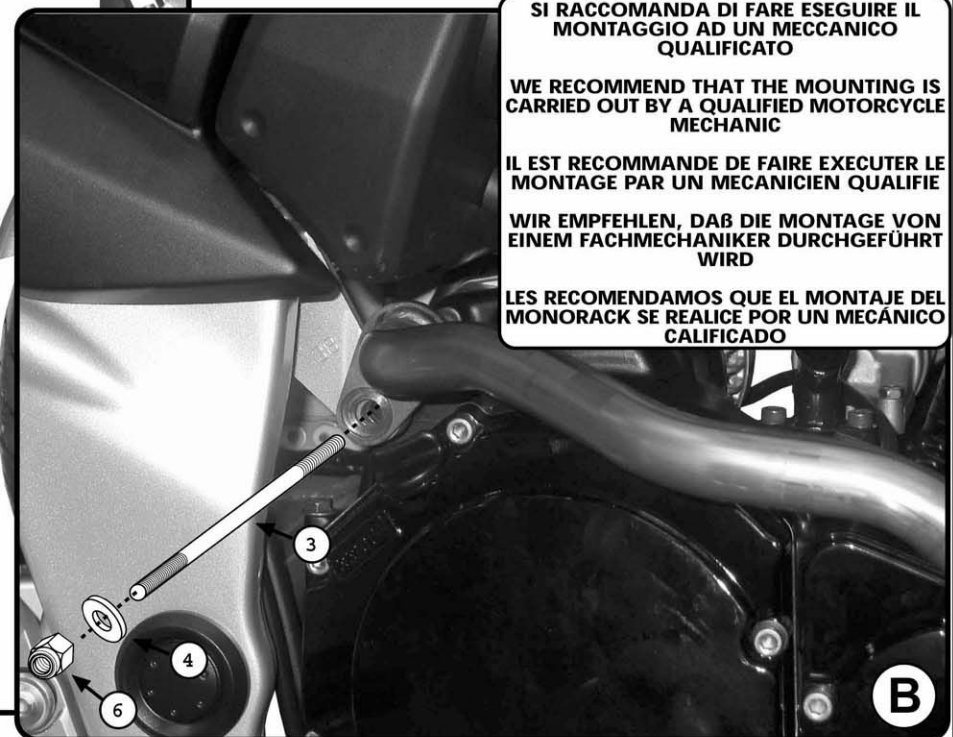 SI RACCOMANDA DI FARE ESEGUIRE IL
MONTAGGIO AD UN MECCANICO
QUALIFICATO
WE RECOMMEND THAT THE MOUNTING IS
CARRIED OUT BY A QUALIFIED MOTORCYCLE
MECHANIC
IL EST RECOMMANDE DE FAIRE EXECUTER LE
MONTAGE PAR UN MECANICIEN QUALIFIE
WIR EMPFEHLEN, DAß DIE MONTAGE VON
EINEM FACHMECHANIKER DURCHGEFÜHRT
WIRD
LES RECOMENDAMOS QUE EL MONTAJE DEL
MONORACK SE REALICE POR UN MECÁNICO
CALIFICADO
3
4
6
B